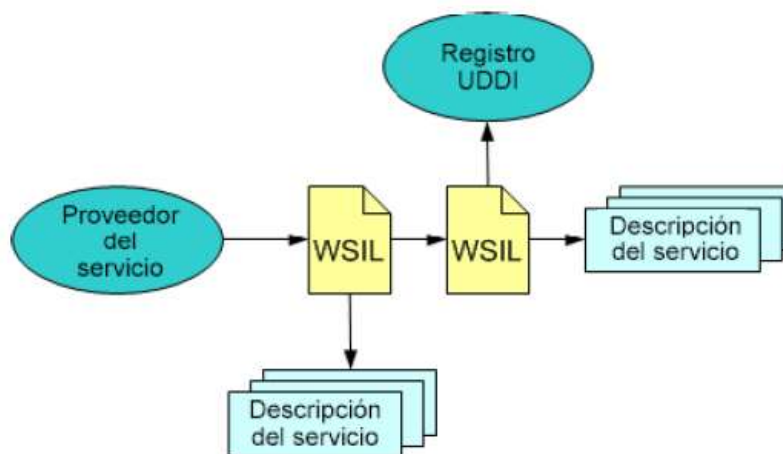 Registro
UDDI
Proveedor
del
servicio
WSIL
WSIL
Descripción
del servicio
Descripción
del servicio